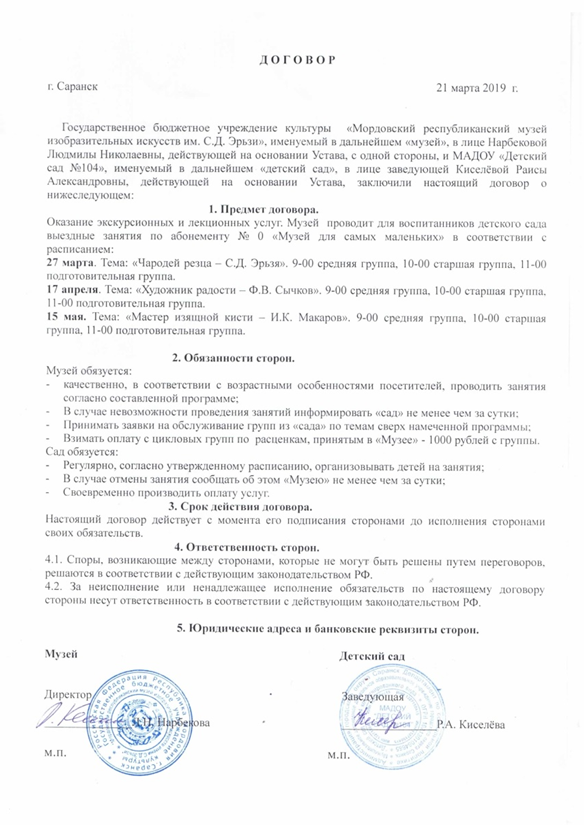 ДОГОВОР
г. Саранск 21 марта 2019 г.
Государственное бюджетное учреждение культуры «Мордовский республиканский музей
изобразительных искусств им. С.Д. Эрьзи», именуемый в дальнейшем «музей», в лице Нарбековой
Людмилы Николаевны, действующей на основании Устава, с одной стороны, и МАДОУ «Детский
сад №104», именуемый в дальнейшем «детский сад», в лице заведующей Киселёвой Раисы
Александровны, действующей на основании Устава, заключили настоящий договор о
нижеследующем:
1. Предмет договора.
Оказание экскурсионных и лекционных услуг. Музей проводит для воспитанников детского сада
выездные занятия по абонементу № 0 «Музей для самых маленьких» в соответствии с
расписанием:
27 марта. Тема: «Чародей резца – С.Д. Эрьзя». 9-00 средняя группа, 10-00 старшая группа, 11-00
подготовительная группа.
17 апреля. Тема: «Художник радости – Ф.В. Сычков». 9-00 средняя группа, 10-00 старшая группа,
11-00 подготовительная группа.
15 мая. Тема: «Мастер изящной кисти – И.К. Макаров». 9-00 средняя группа, 10-00 старшая
группа, 11-00 подготовительная группа.
2. Обязанности сторон.
Музей обязуется:
- качественно, в соответствии с возрастными особенностями посетителей, проводить занятия
согласно составленной программе;
- В случае невозможности проведения занятий информировать «сад» не менее чем за сутки;
- Принимать заявки на обслуживание групп из «сада» по темам сверх намеченной программы;
- Взимать оплату с цикловых групп по расценкам, принятым в «Музее» - 1000 рублей с группы.
Сад обязуется:
- Регулярно, согласно утвержденному расписанию, организовывать детей на занятия;
- В случае отмены занятия сообщать об этом «Музею» не менее чем за сутки;
- Своевременно производить оплату услуг.
3. Срок действия договора.
Настоящий договор действует с момента его подписания сторонами до исполнения сторонами
своих обязательств.
4. Ответственность сторон.
4.1. Споры, возникающие между сторонами, которые не могут быть решены путем переговоров,
решаются в соответствии с действующим законодательством РФ.
4.2. За неисполнение или ненадлежащее исполнение обязательств по настоящему договору
стороны несут ответственность в соответствии с действующим законодательством РФ.
5. Юридические адреса и банковские реквизиты сторон.
Музей Детский сад
Директор Заведующая
Л.Н. Нарбекова Р.А. Киселёва
м.п. м.п.
МАДОУ